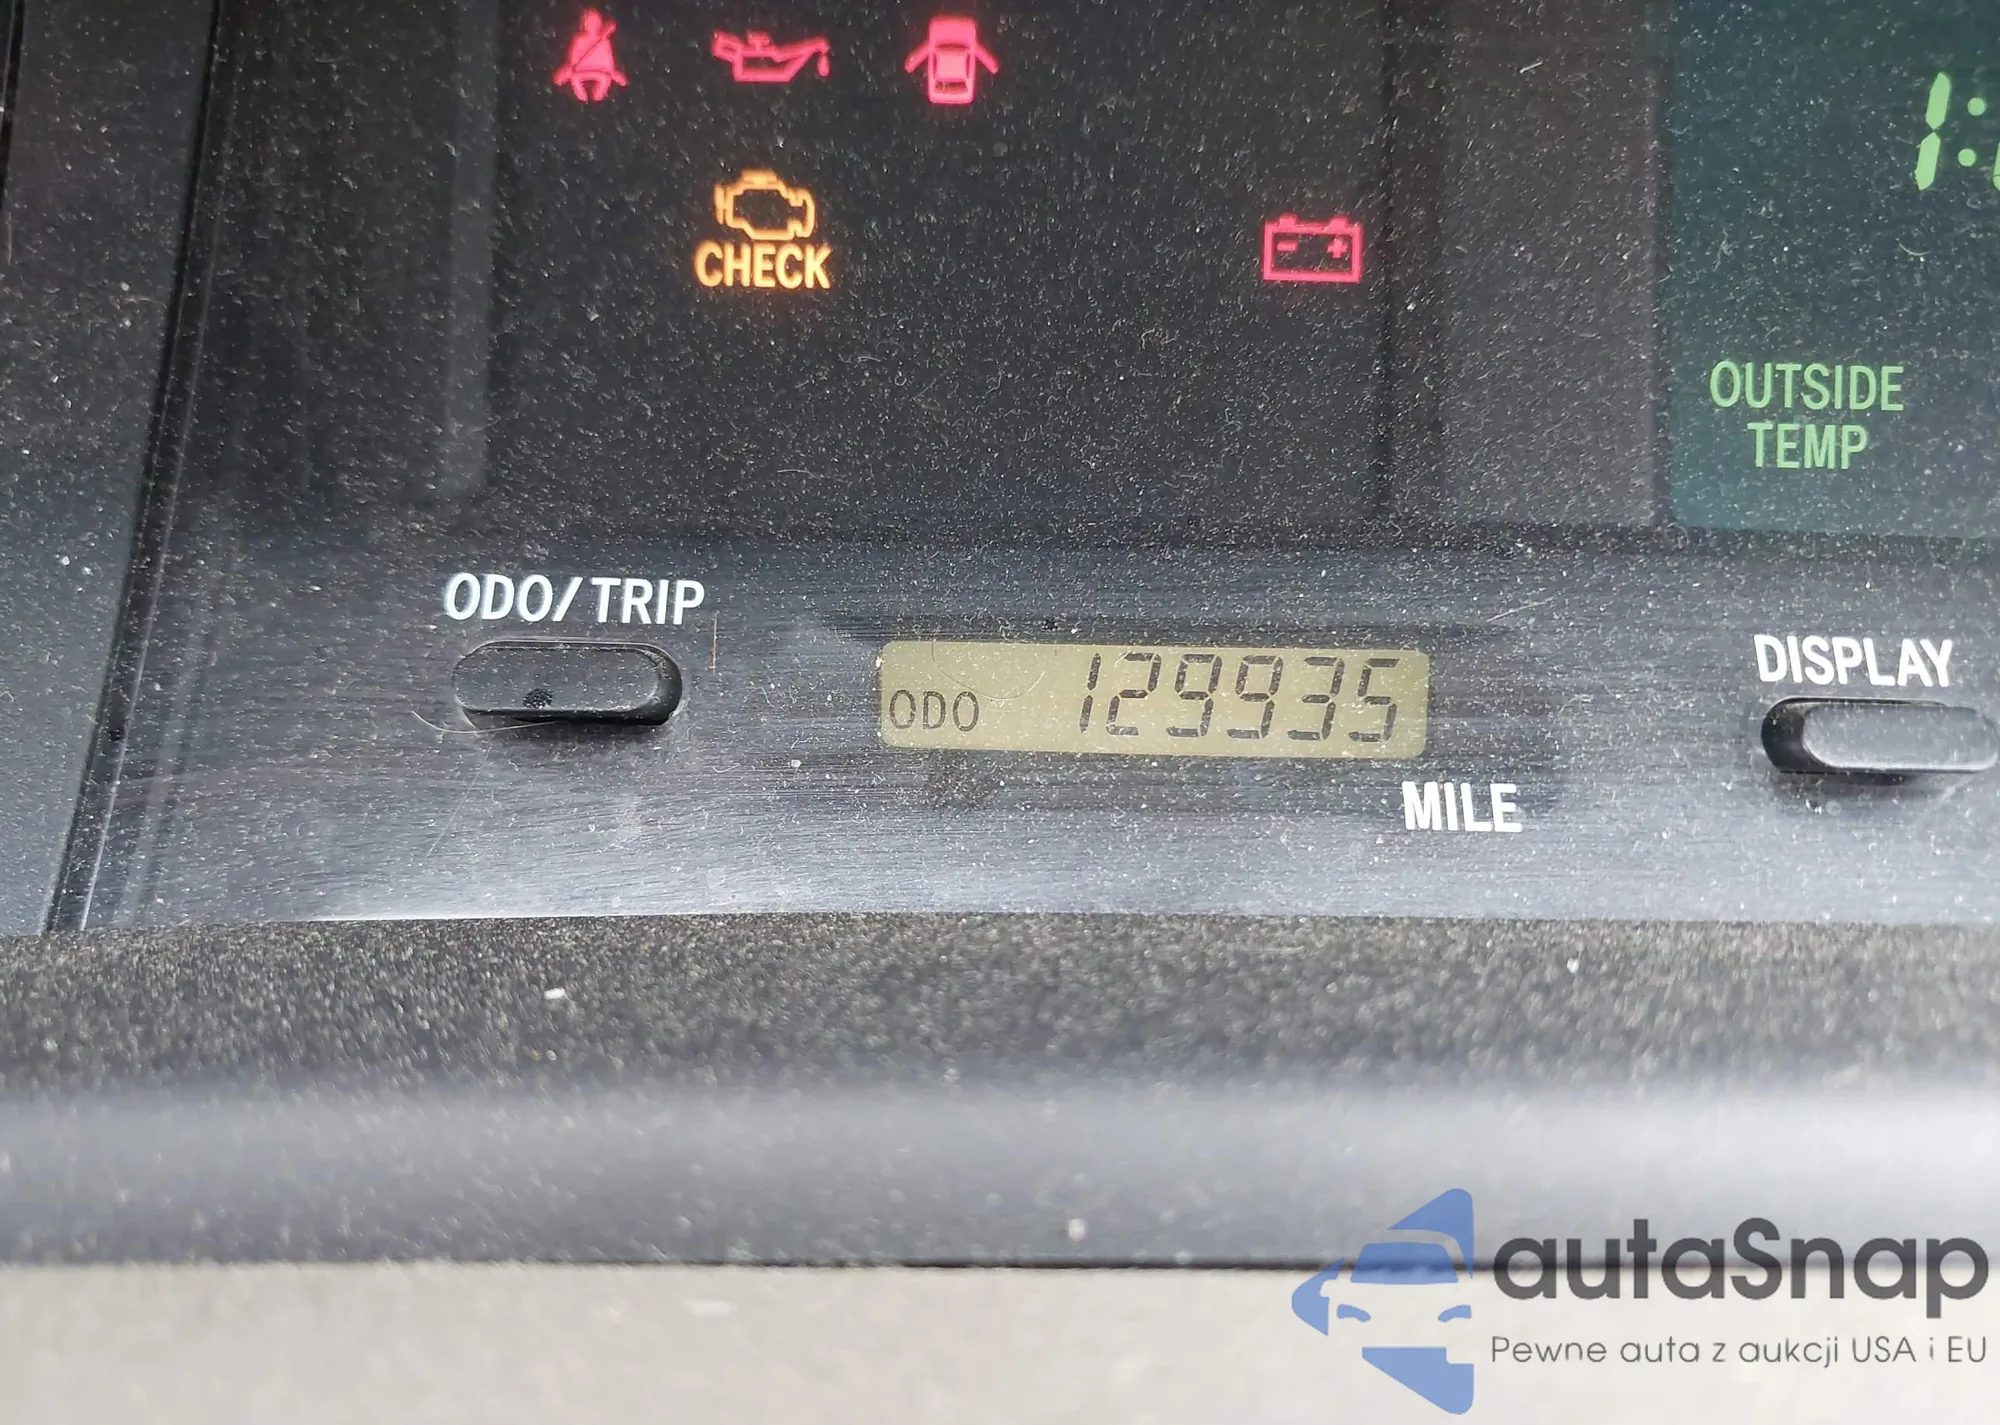 CHECK
OUTSIDE
TEMP
ODO/TRIP
ODO 129935
MILE
DISPLAY
autaSnap
Pewne auta z aukcji USA i EU